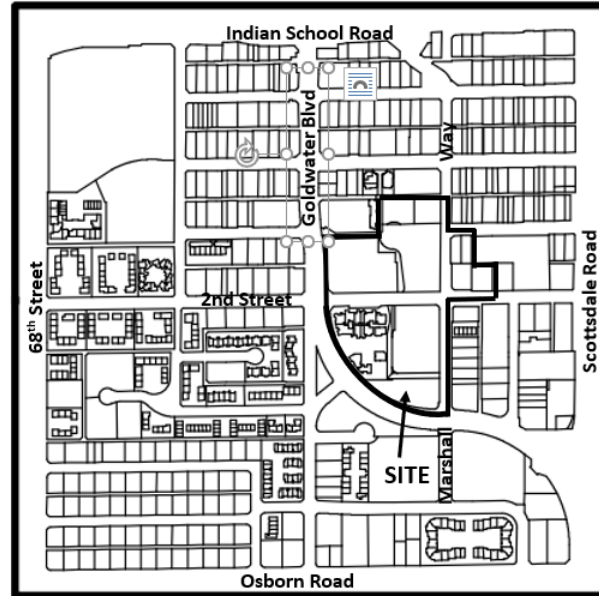 Indian School Road
Goldwater Blvd
Way
68th Street
2nd Street
Scottsdale Road
SITE
Marshall
Osborn Road